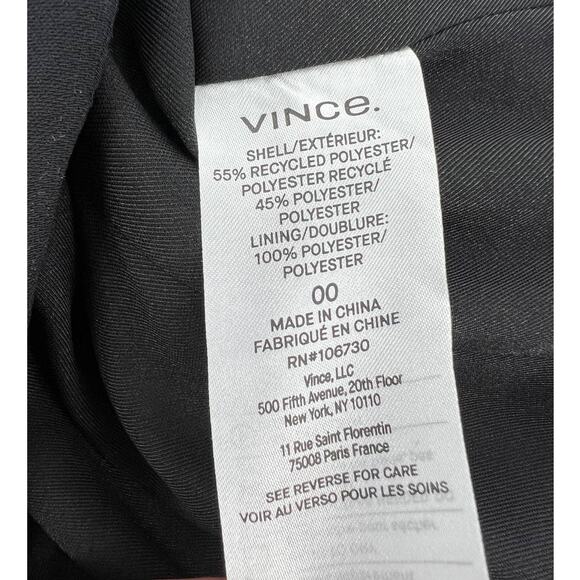 VINCe.
SHELL/EXTÉRIEUR:
55% RECYCLED POLYESTER/
POLYESTER RECYCLÉ
45% POLYESTER/
POLYESTER
LINING/DOUBLURE:
100% POLYESTER/
POLYESTER
00
MADE IN CHINA
FABRIQUÉ EN CHINE
RN#106730
Vince, LLC
500 Fifth Avenue, 20th Floor
New York, NY 10110
11 Rue Saint Florentin
75008 Paris France
SEE REVERSE FOR CARE
VOIR AU VERSO POUR LES SOINS